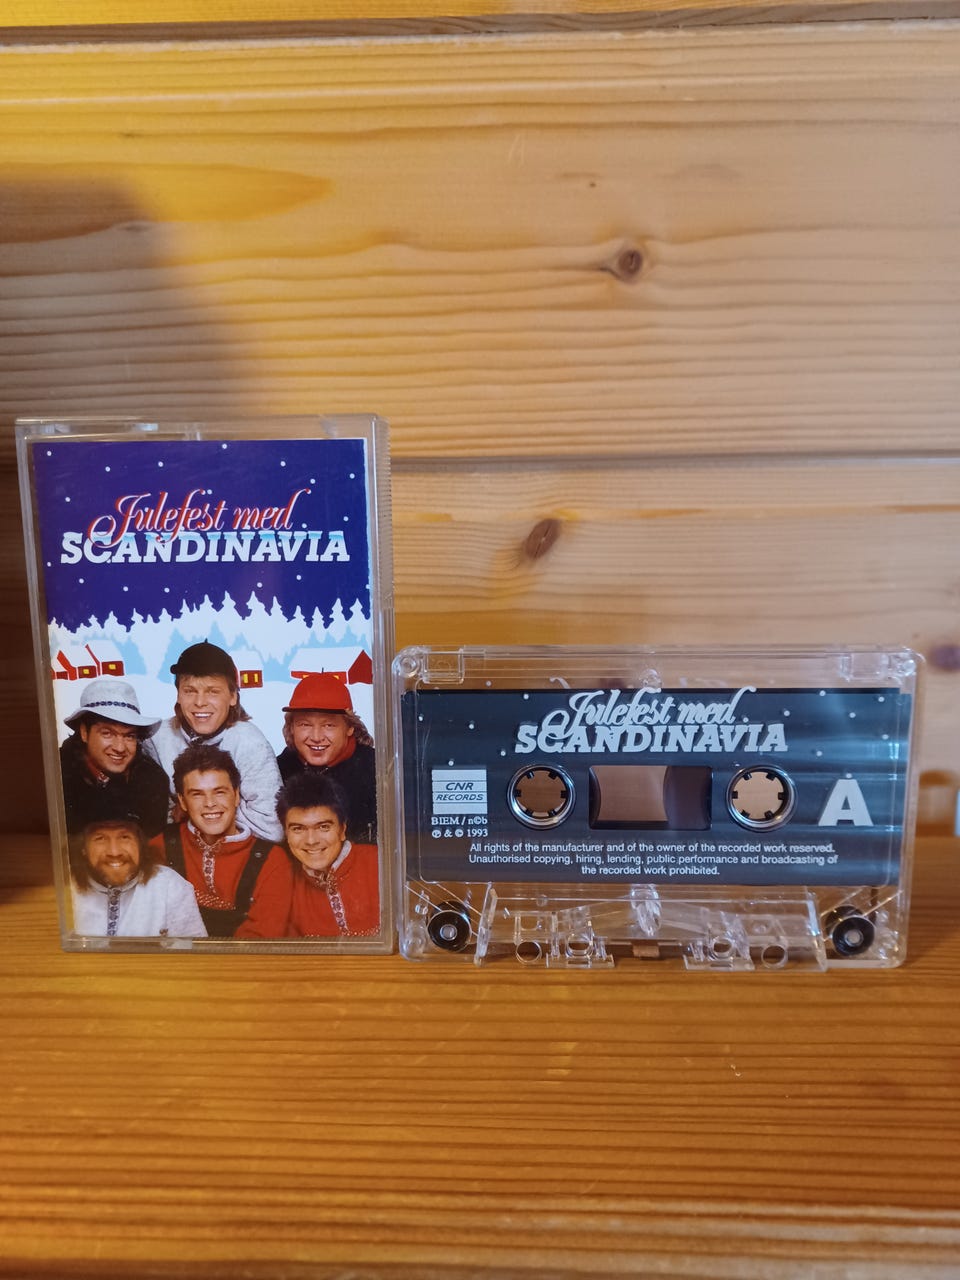 Julefest med
SCANDINAVIA
Julefest med
SCANDINAVIA
CNR
RECORDS
BIEM / n©b
℗ & © 1993
A
All rights of the manufacturer and of the owner of the recorded work reserved.
Unauthorised copying, hiring, lending, public performance and broadcasting of
the recorded work prohibited.